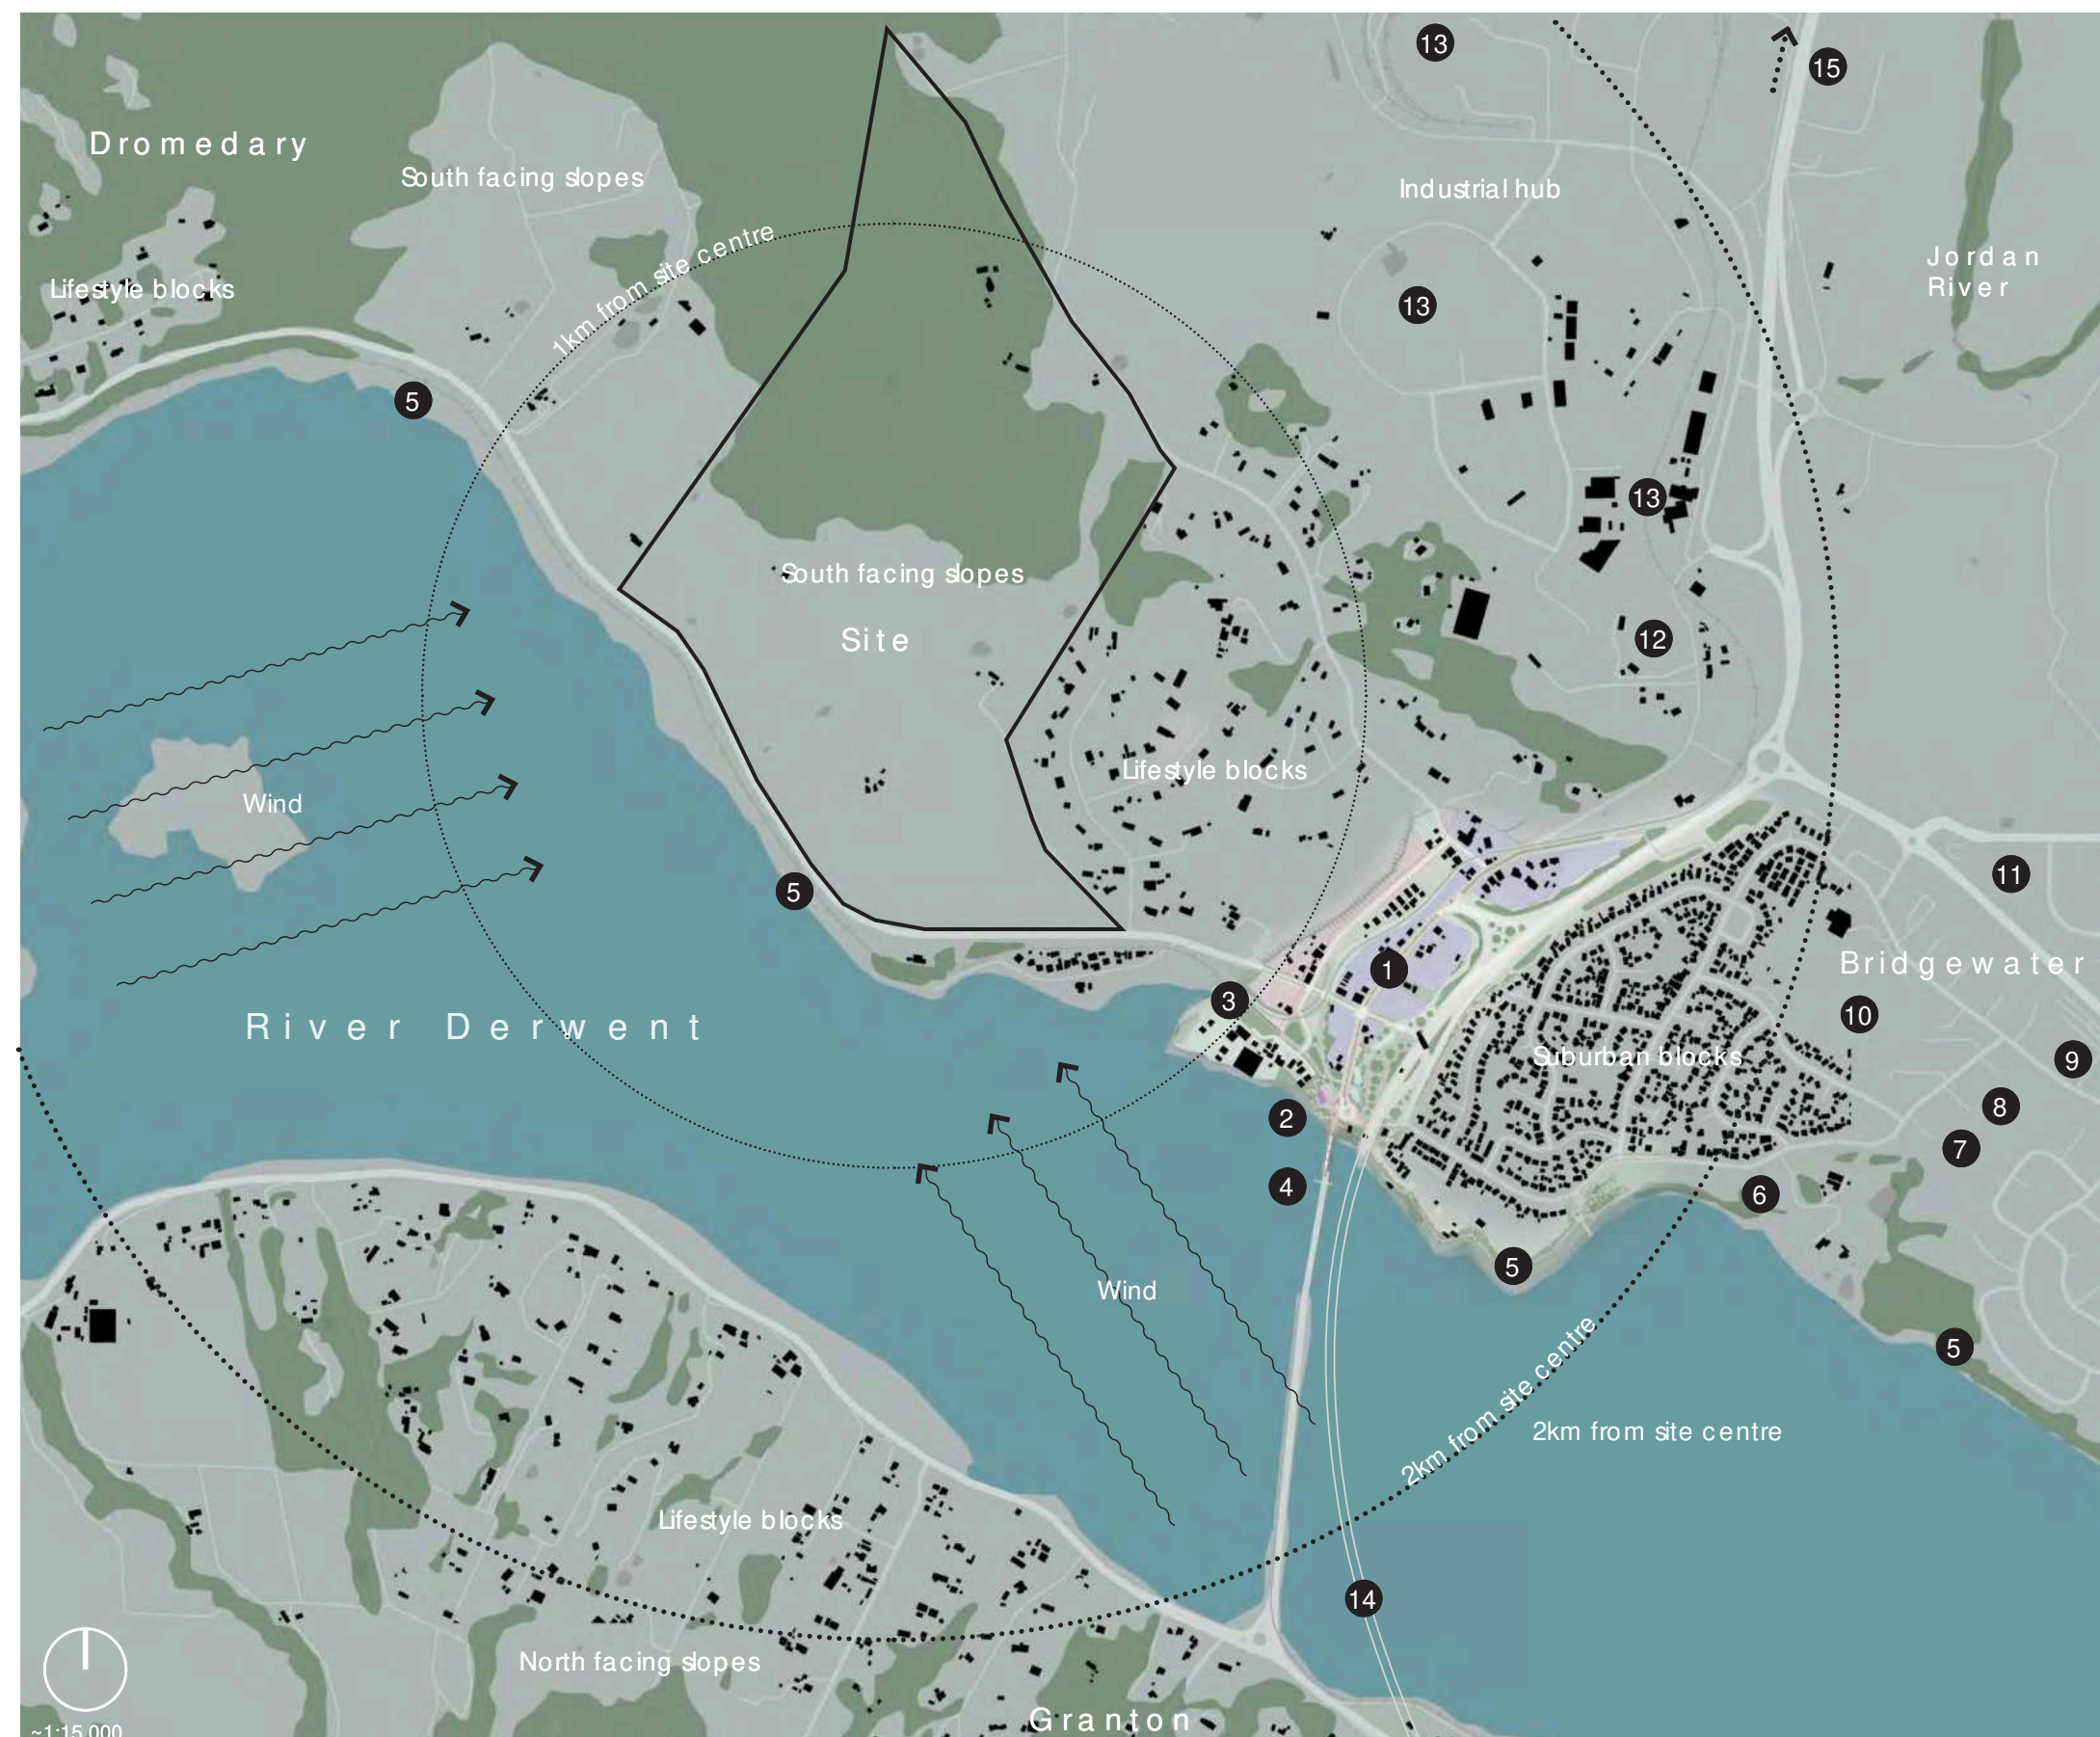 13
15
Dromedary
South facing slopes
Industrial hub
1km from site centre
Jordan
River
Lifestyle blocks
13
5
13
South facing slopes
Site
12
Lifestyle blocks
Wind
11
5
Bridgewater
1
3
10
River Derwent
Suburban blocks
9
8
2
7
4
6
5
Wind
5
2km from site centre
2km from site centre
Lifestyle blocks
14
North facing slopes
Granton
~1:15,000